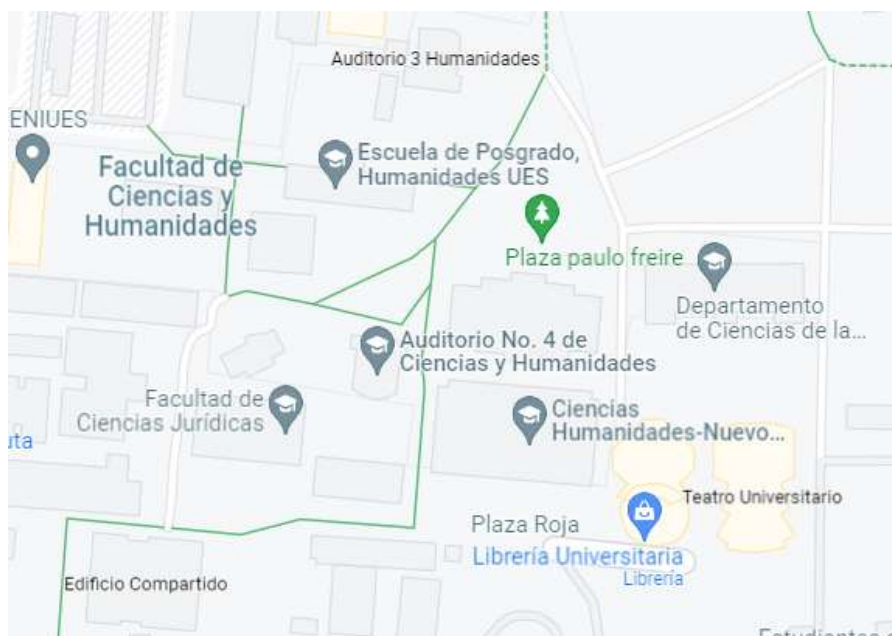 Auditorio 3 Humanidades
ENIUES
Escuela de Posgrado,
Humanidades UES
Facultad de
Ciencias y
Humanidades
Plaza paulo freire
Departamento
de Ciencias de la...
Auditorio No. 4 de
Ciencias y Humanidades
Facultad de
Ciencias Jurídicas
Ciencias
Humanidades-Nuevo...
uta
Teatro Universitario
Plaza Roja
Librería Universitaria
Librería
Edificio Compartido